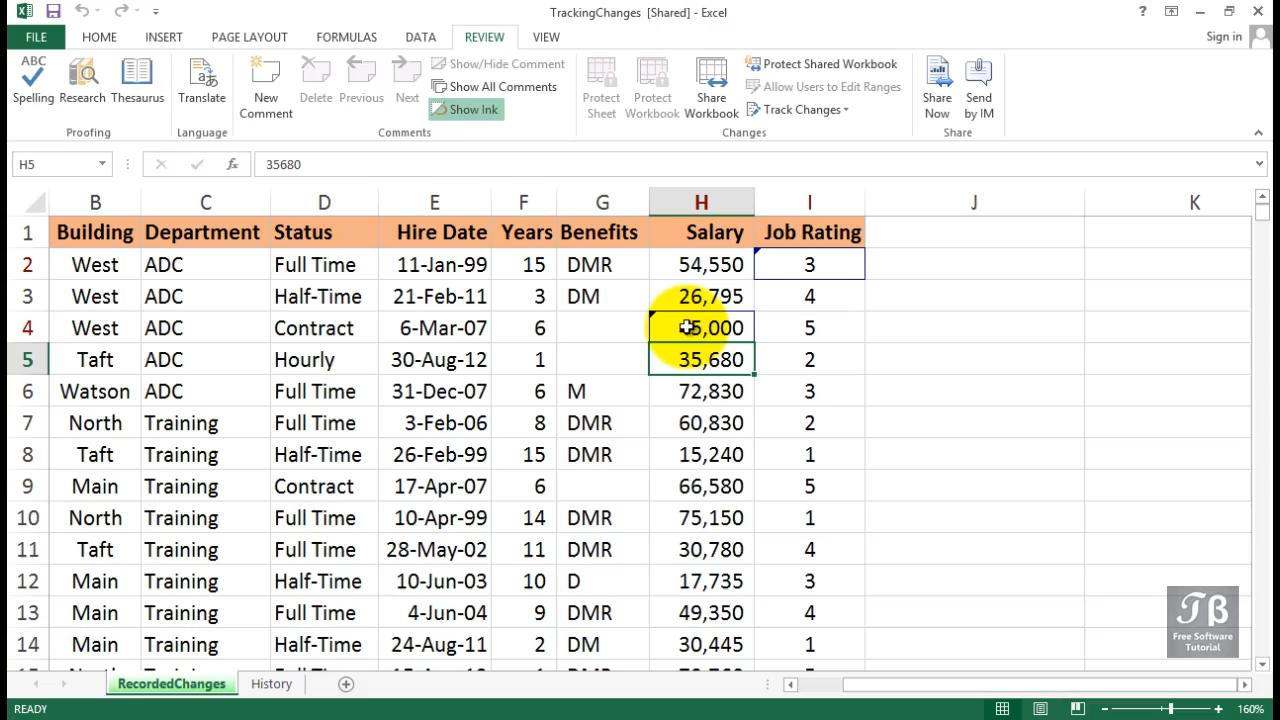 TrackingChanges [Shared] - Excel
FILE HOME INSERT PAGE LAYOUT FORMULAS DATA REVIEW VIEW Sign in
ABC
Spelling Research Thesaurus
Proofing
Translate
Language
New Comment Delete Previous Next
Show/Hide Comment
Show All Comments
Show Ink
Comments
Protect Sheet Protect Workbook Share Workbook
Protect Shared Workbook
Allow Users to Edit Ranges
Track Changes
Changes
Share Now Send by IM
Share
H5 fx 35680
B C D E F G H I J K
1 Building Department Status Hire Date Years Benefits Salary Job Rating
2 West ADC Full Time 11-Jan-99 15 DMR 54,550 3
3 West ADC Half-Time 21-Feb-11 3 DM 26,795 4
4 West ADC Contract 6-Mar-07 6 5,000 5
5 Taft ADC Hourly 30-Aug-12 1 35,680 2
6 Watson ADC Full Time 31-Dec-07 6 M 72,830 3
7 North Training Full Time 3-Feb-06 8 DMR 60,830 2
8 Taft Training Half-Time 26-Feb-99 15 DMR 15,240 1
9 Main Training Contract 17-Apr-07 6 66,580 5
10 North Training Full Time 10-Apr-99 14 DMR 75,150 1
11 Taft Training Full Time 28-May-02 11 DMR 30,780 4
12 Main Training Half-Time 10-Jun-03 10 D 17,735 3
13 Main Training Full Time 4-Jun-04 9 DMR 49,350 4
14 Main Training Half-Time 24-Aug-11 2 DM 30,445 1
TB
Free Software
Tutorial
RecordedChanges History
READY 160%